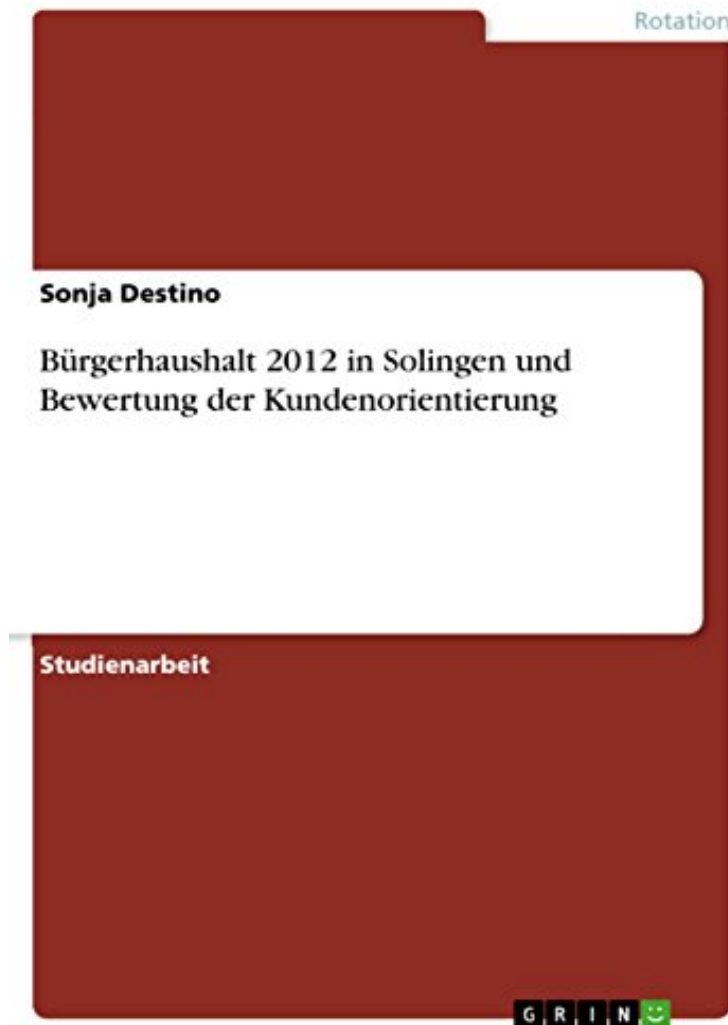 Rotation
Sonja Destino
Bürgerhaushalt 2012 in Solingen und
Bewertung der Kundenorientierung
Studienarbeit
GRIN